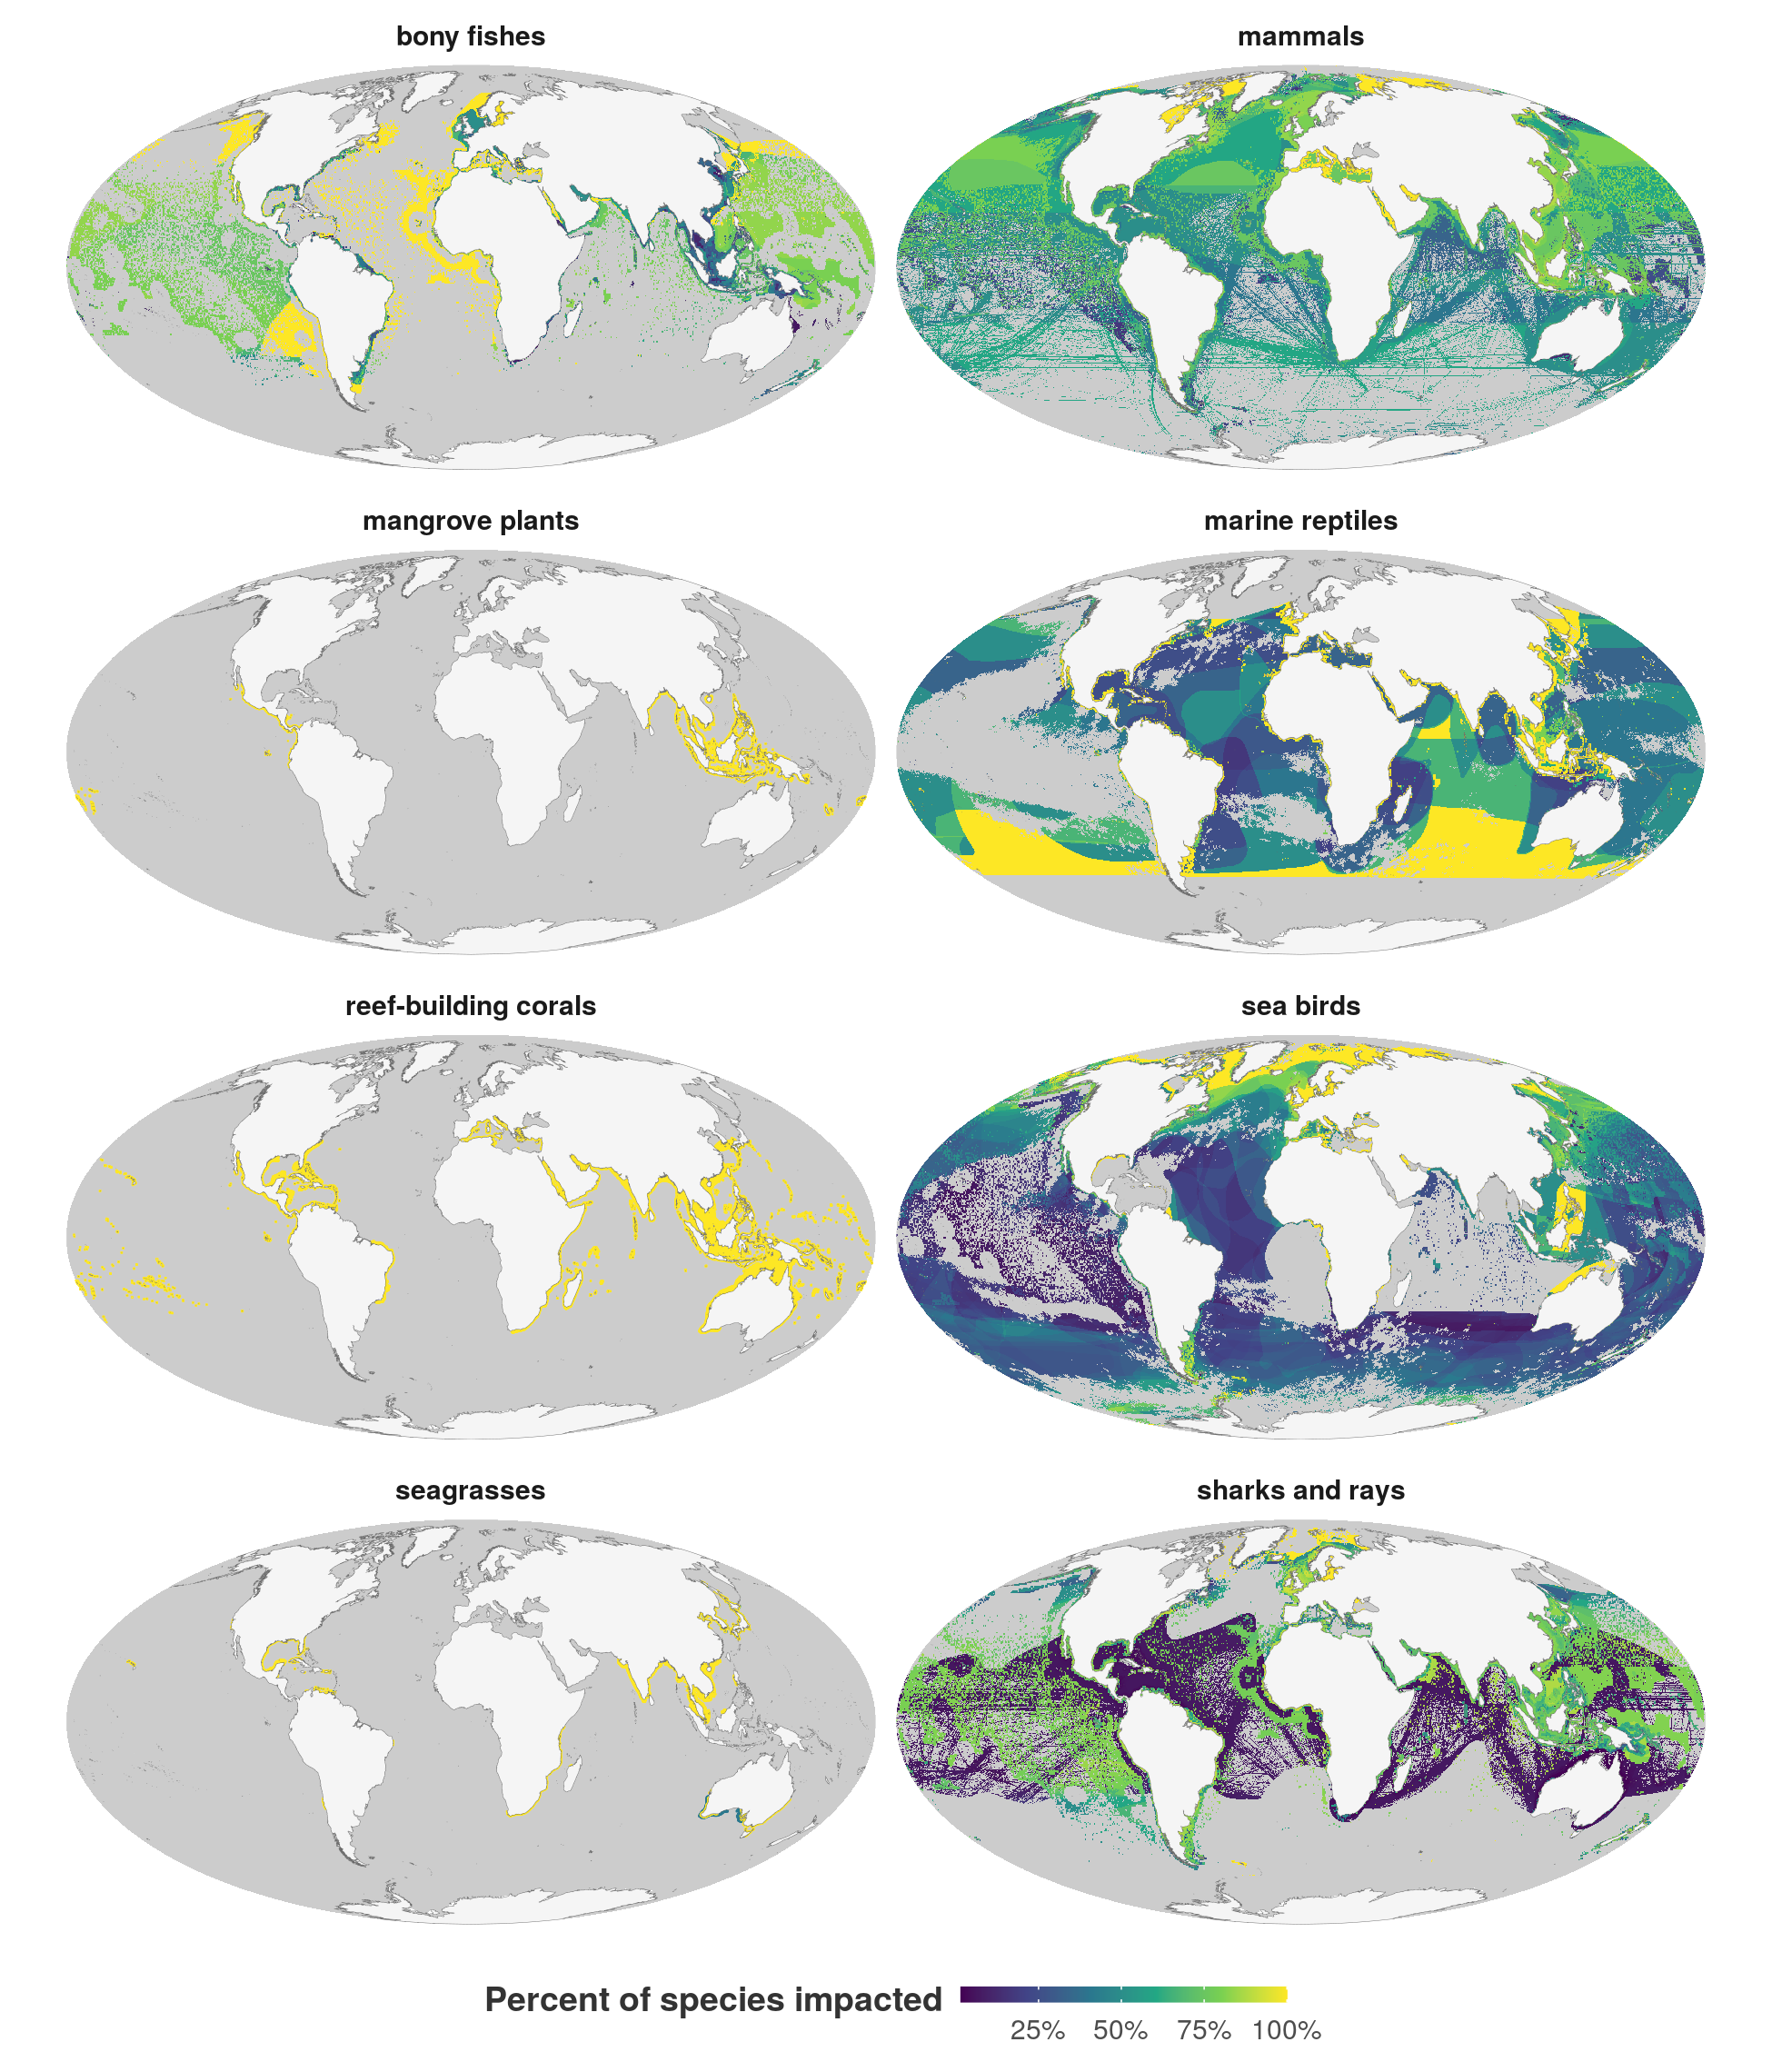 bony fishes
mammals
mangrove plants
marine reptiles
reef-building corals
sea birds
seagrasses
sharks and rays
Percent of species impacted
25% 50% 75% 100%